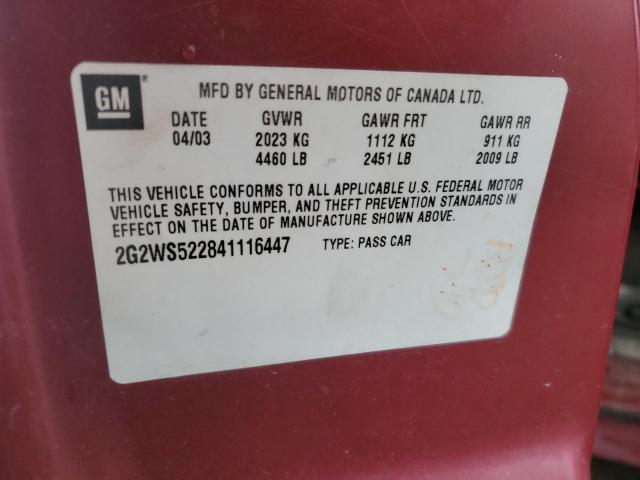 GM®
MFD BY GENERAL MOTORS OF CANADA LTD.
DATE GVWR GAWR FRT GAWR RR
04/03 2023 KG 1112 KG 911 KG
4460 LB 2451 LB 2009 LB
THIS VEHICLE CONFORMS TO ALL APPLICABLE U.S. FEDERAL MOTOR
VEHICLE SAFETY, BUMPER, AND THEFT PREVENTION STANDARDS IN
EFFECT ON THE DATE OF MANUFACTURE SHOWN ABOVE.
2G2WS522841116447 TYPE: PASS CAR